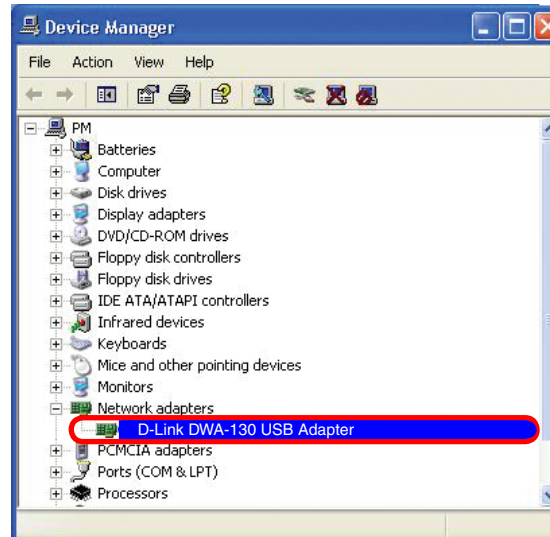 Device Manager
File Action View Help
PM
Batteries
Computer
Disk drives
Display adapters
DVD/CD-ROM drives
Floppy disk controllers
Floppy disk drives
IDE ATA/ATAPI controllers
Infrared devices
Keyboards
Mice and other pointing devices
Monitors
Network adapters
D-Link DWA-130 USB Adapter
PCMCIA adapters
Ports (COM & LPT)
Processors